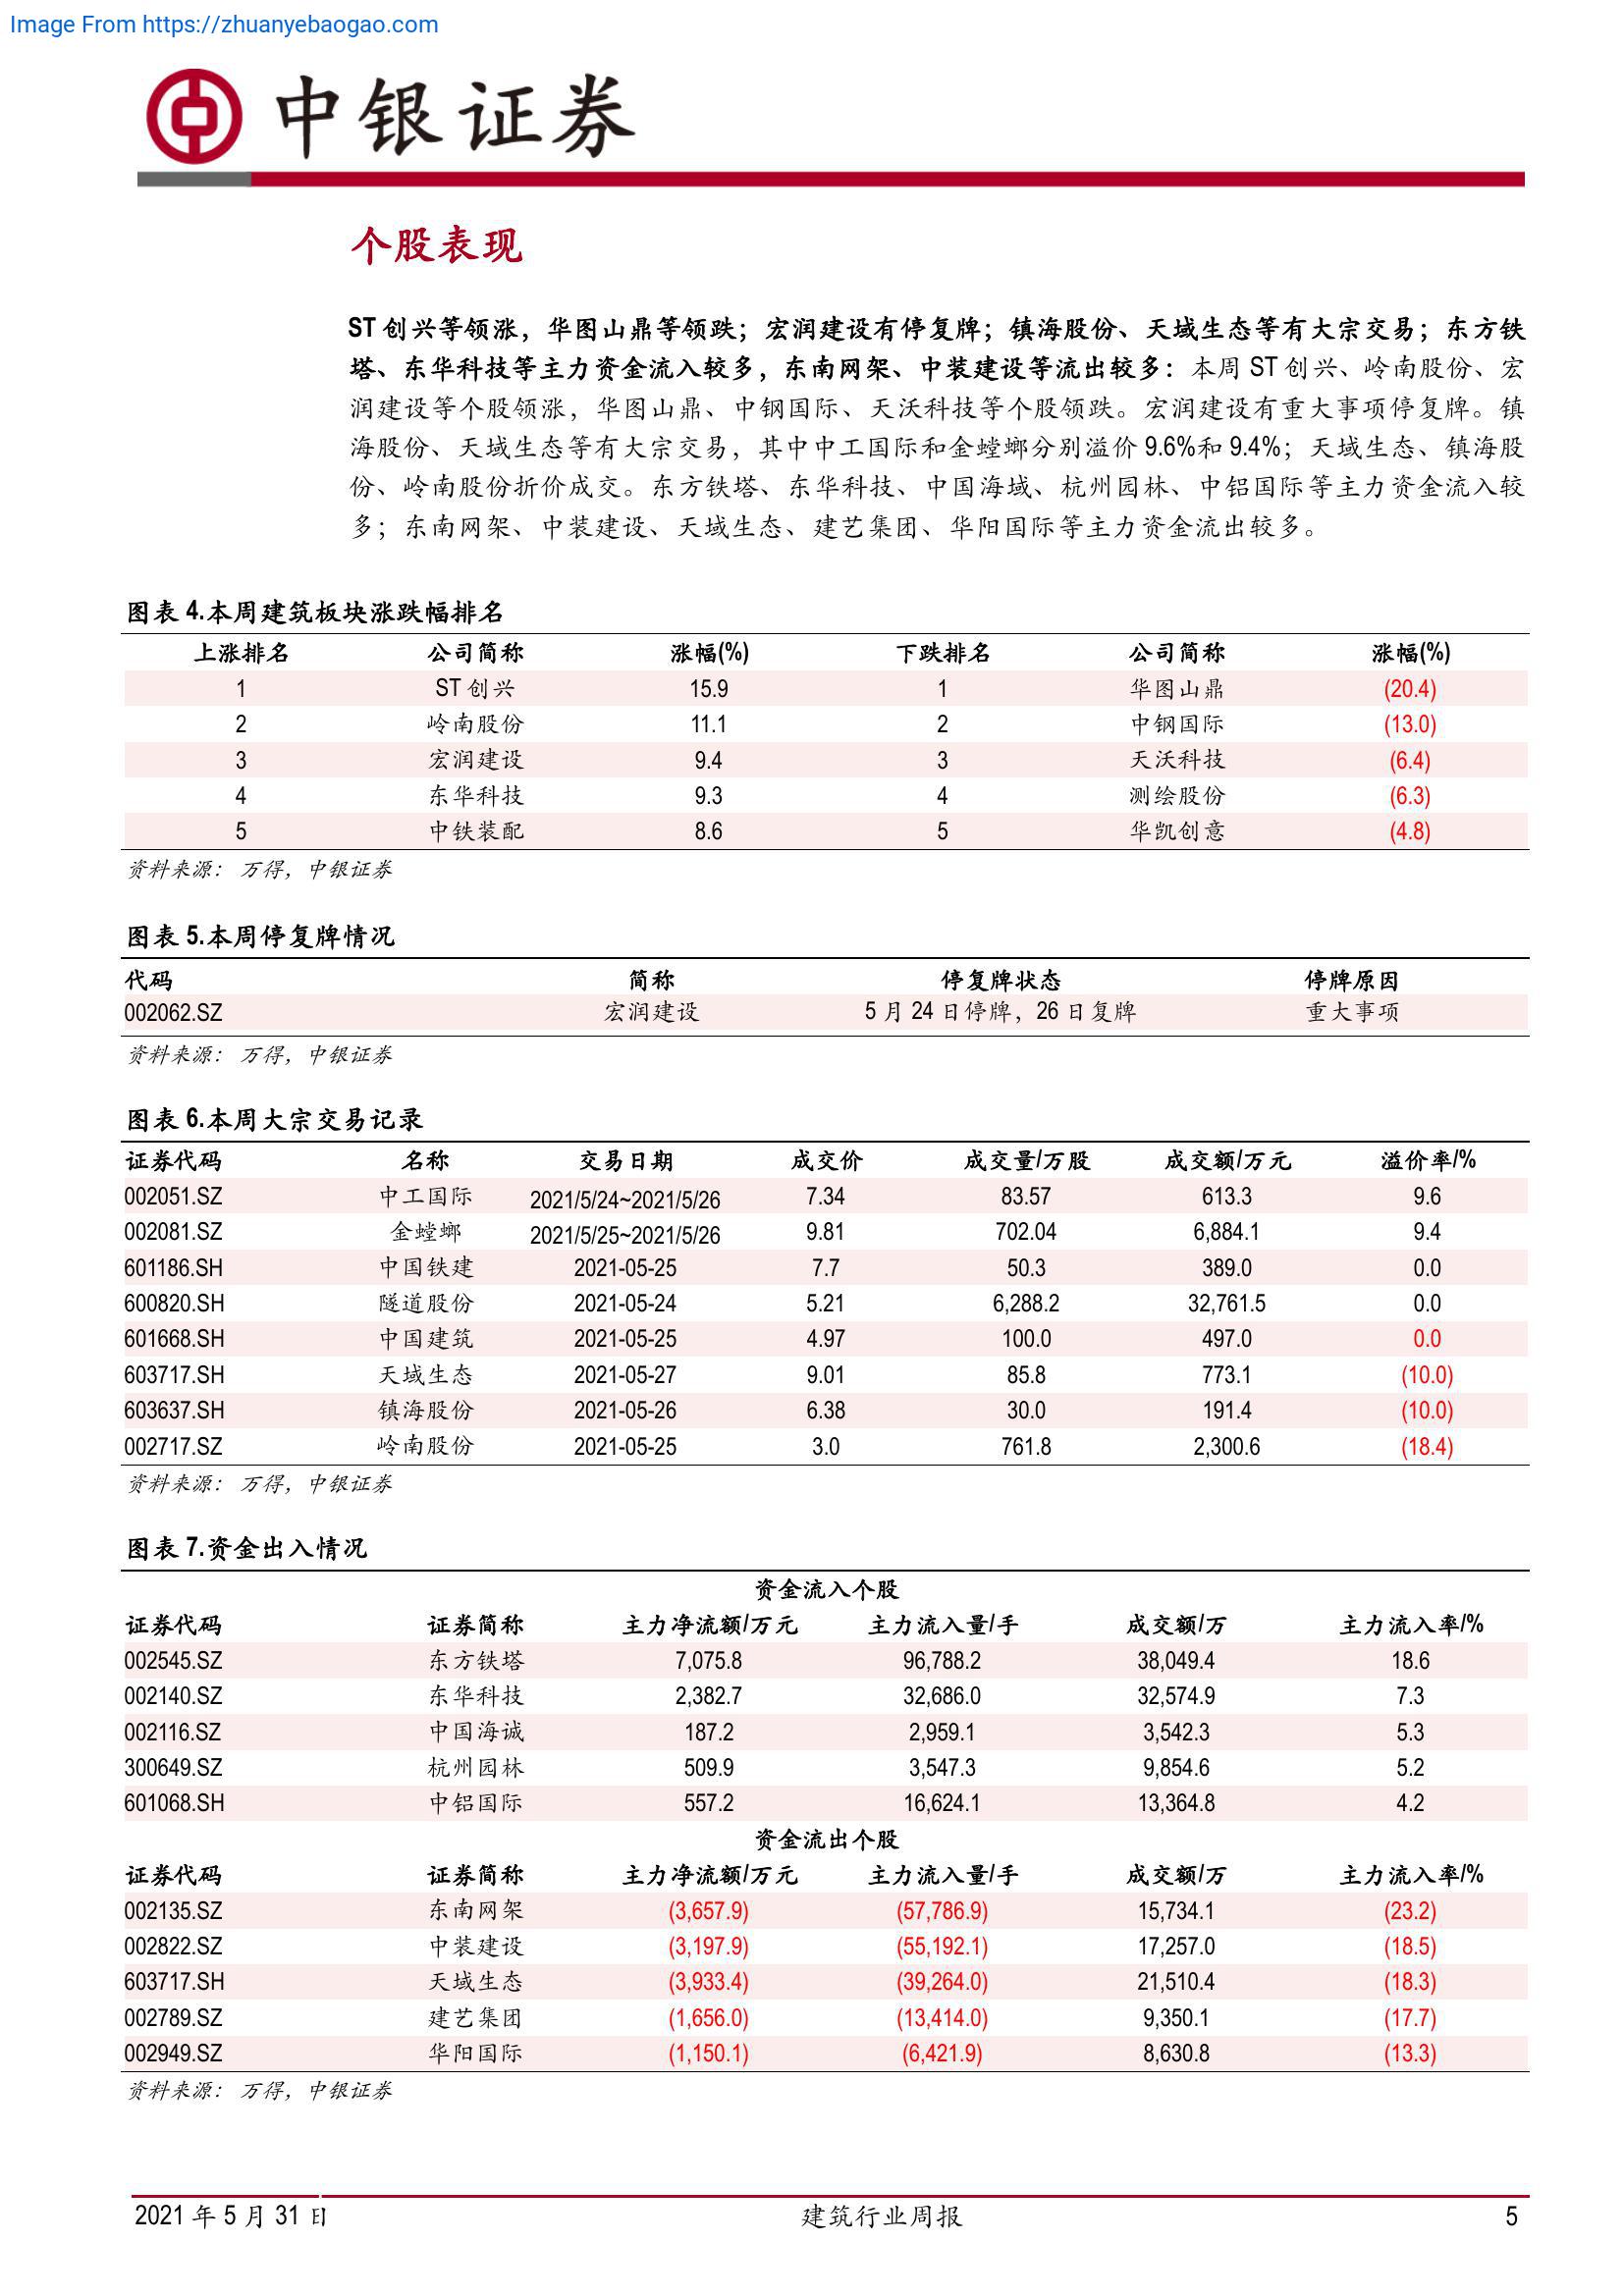 Image From https://zhuanyebaogao.com
中银证券
个股表现
ST 创兴等领涨，华图山鼎等领跌；宏润建设有停复牌；镇海股份、天域生态等有大宗交易；东方铁
塔、东华科技等主力资金流入较多，东南网架、中装建设等流出较多：本周 ST 创兴、岭南股份、宏
润建设等个股领涨，华图山鼎、中钢国际、天沃科技等个股领跌。宏润建设有重大事项停复牌。镇
海股份、天域生态等有大宗交易，其中中工国际和金螳螂分别溢价 9.6%和 9.4%；天域生态、镇海股
份、岭南股份折价成交。东方铁塔、东华科技、中国海域、杭州园林、中铝国际等主力资金流入较
多；东南网架、中装建设、天域生态、建艺集团、华阳国际等主力资金流出较多。
图表 4.本周建筑板块涨跌幅排名
上涨排名 公司简称 涨幅(%) 下跌排名 公司简称 涨幅(%)
1 ST 创兴 15.9 1 华图山鼎 (20.4)
2 岭南股份 11.1 2 中钢国际 (13.0)
3 宏润建设 9.4 3 天沃科技 (6.4)
4 东华科技 9.3 4 测绘股份 (6.3)
5 中铁装配 8.6 5 华凯创意 (4.8)
资料来源：万得，中银证券
图表 5.本周停复牌情况
代码 简称 停复牌状态 停牌原因
002062.SZ 宏润建设 5 月 24 日停牌，26 日复牌 重大事项
资料来源：万得，中银证券
图表 6.本周大宗交易记录
证券代码 名称 交易日期 成交价 成交量/万股 成交额/万元 溢价率/%
002051.SZ 中工国际 2021/5/24~2021/5/26 7.34 83.57 613.3 9.6
002081.SZ 金螳螂 2021/5/25~2021/5/26 9.81 702.04 6,884.1 9.4
601186.SH 中国铁建 2021-05-25 7.7 50.3 389.0 0.0
600820.SH 隧道股份 2021-05-24 5.21 6,288.2 32,761.5 0.0
601668.SH 中国建筑 2021-05-25 4.97 100.0 497.0 0.0
603717.SH 天域生态 2021-05-27 9.01 85.8 773.1 (10.0)
603637.SH 镇海股份 2021-05-26 6.38 30.0 191.4 (10.0)
002717.SZ 岭南股份 2021-05-25 3.0 761.8 2,300.6 (18.4)
资料来源：万得，中银证券
图表 7.资金出入情况
资金流入个股
证券代码 证券简称 主力净流额/万元 主力流入量/手 成交额/万 主力流入率/%
002545.SZ 东方铁塔 7,075.8 96,788.2 38,049.4 18.6
002140.SZ 东华科技 2,382.7 32,686.0 32,574.9 7.3
002116.SZ 中国海诚 187.2 2,959.1 3,542.3 5.3
300649.SZ 杭州园林 509.9 3,547.3 9,854.6 5.2
601068.SH 中铝国际 557.2 16,624.1 13,364.8 4.2
资金流出个股
证券代码 证券简称 主力净流额/万元 主力流入量/手 成交额/万 主力流入率/%
002135.SZ 东南网架 (3,657.9) (57,786.9) 15,734.1 (23.2)
002822.SZ 中装建设 (3,197.9) (55,192.1) 17,257.0 (18.5)
603717.SH 天域生态 (3,933.4) (39,264.0) 21,510.4 (18.3)
002789.SZ 建艺集团 (1,656.0) (13,414.0) 9,350.1 (17.7)
002949.SZ 华阳国际 (1,150.1) (6,421.9) 8,630.8 (13.3)
资料来源：万得，中银证券
2021 年 5 月 31 日 建筑行业周报 5